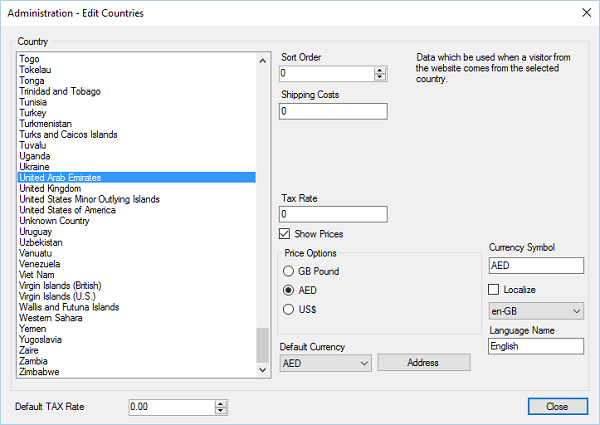 Administration - Edit Countries
Country
Togo
Tokelau
Tonga
Trinidad and Tobago
Tunisia
Turkey
Turkmenistan
Turks and Caicos Islands
Tuvalu
Uganda
Ukraine
United Arab Emirates
United Kingdom
United States Minor Outlying Islands
United States of America
Unknown Country
Uruguay
Uzbekistan
Vanuatu
Venezuela
Viet Nam
Virgin Islands (British)
Virgin Islands (U.S.)
Wallis and Futuna Islands
Western Sahara
Yemen
Yugoslavia
Zaire
Zambia
Zimbabwe
Sort Order
0
Shipping Costs
0
Data which be used when a visitor from
the website comes from the selected
country.
Tax Rate
0
Show Prices
Price Options
GB Pound
AED
US$
Default Currency
AED
Address
Currency Symbol
AED
Localize
en-GB
Language Name
English
Default TAX Rate
0.00
Close